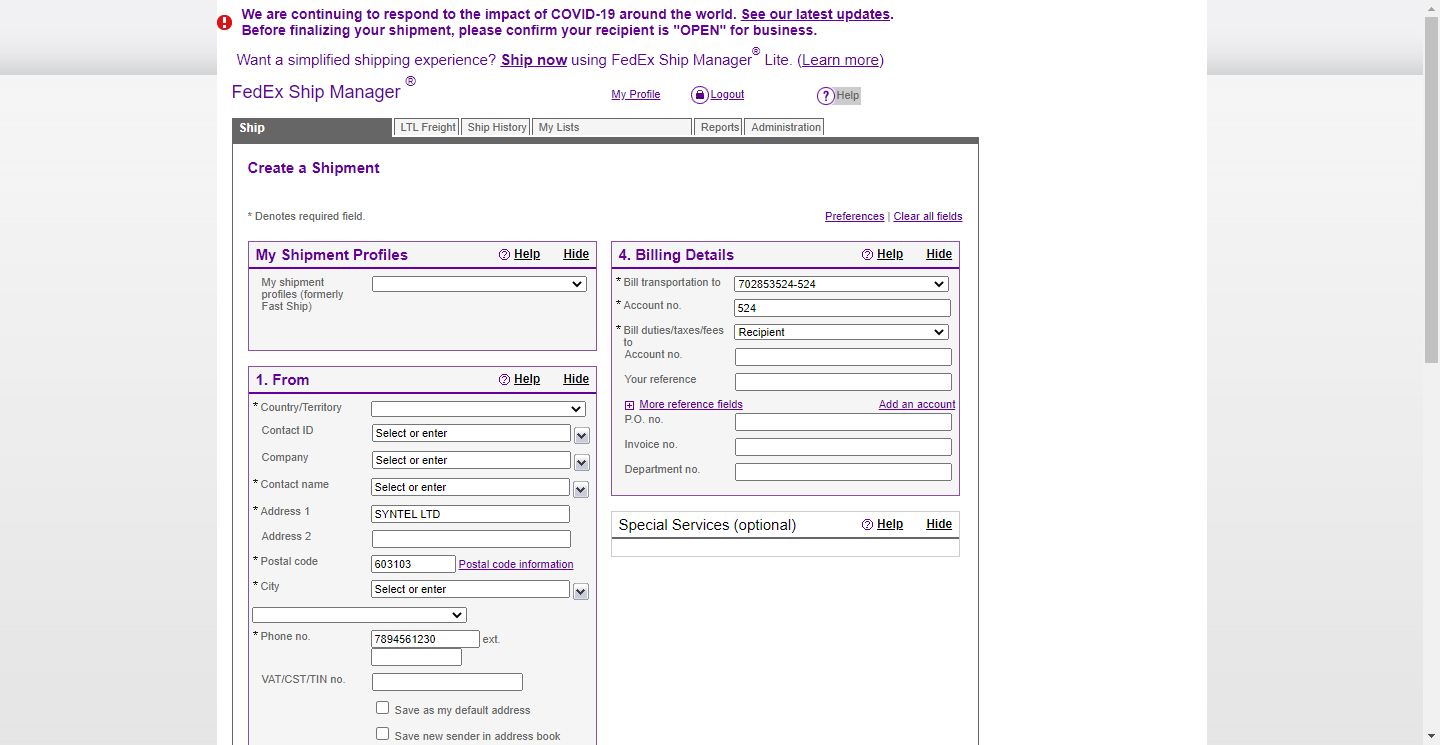 We are continuing to respond to the impact of COVID-19 around the world. See our latest updates.
Before finalizing your shipment, please confirm your recipient is "OPEN" for business.
Want a simplified shipping experience? Ship now using FedEx Ship Manager® Lite. (Learn more)
FedEx Ship Manager ®
My Profile
Logout
? Help
Ship
LTL Freight
Ship History
My Lists
Reports
Administration
Create a Shipment
* Denotes required field.
Preferences | Clear all fields
My Shipment Profiles
? Help
Hide
My shipment
profiles (formerly
Fast Ship)
1. From
? Help
Hide
* Country/Territory
Contact ID
Select or enter
Company
Select or enter
* Contact name
Select or enter
* Address 1
SYNTEL LTD
Address 2
* Postal code
603103
Postal code information
* City
Select or enter
* Phone no.
7894561230
ext.
VAT/CST/TIN no.
Save as my default address
Save new sender in address book
4. Billing Details
? Help
Hide
* Bill transportation to
702853524-524
* Account no.
524
* Bill duties/taxes/fees
to
Recipient
Account no.
Your reference
More reference fields
Add an account
P.O. no.
Invoice no.
Department no.
Special Services (optional)
? Help
Hide